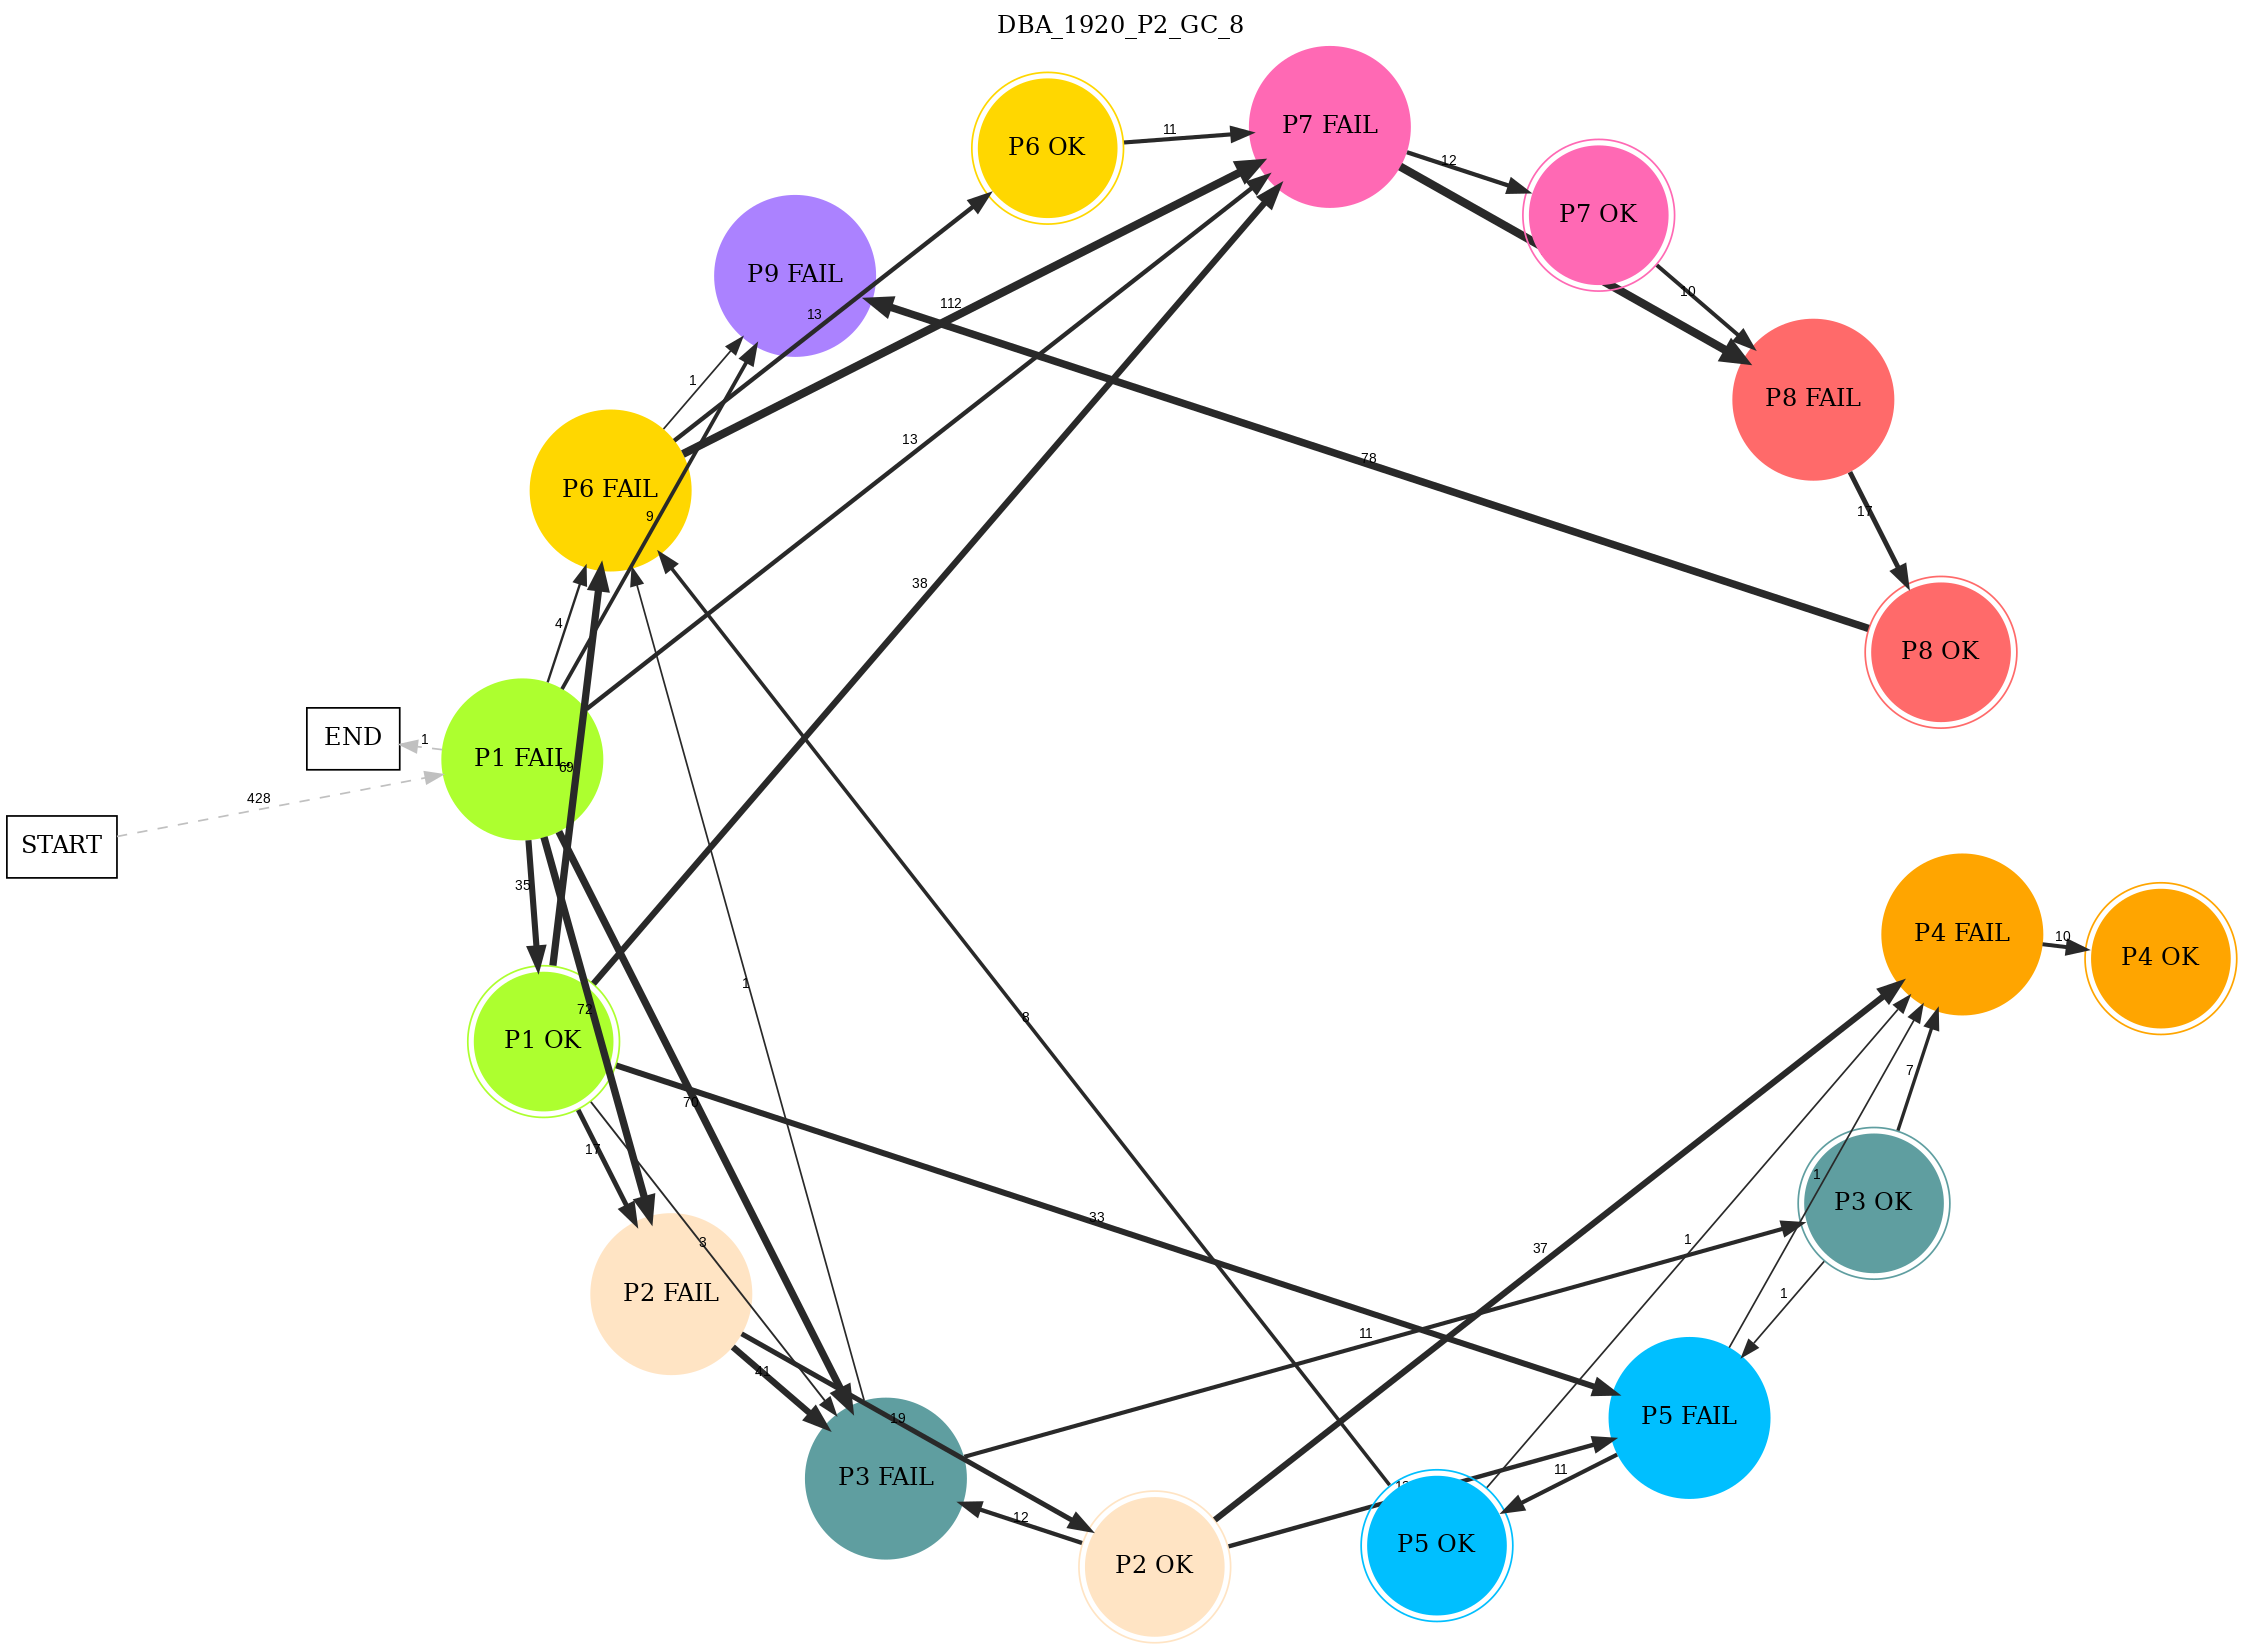 DBA_1920_P2_GC_8
P7 FAIL
P6 OK
11
12
P7 OK
P9 FAIL
10
112
13
1
P8 FAIL
13
78
P6 FAIL
9
17
38
4
P8 OK
END
1
P1 FAIL
69
428
START
35
P4 FAIL
10
P4 OK
1
72
8
P1 OK
7
70
17
1
P3 OK
33
3
1
37
P2 FAIL
1
11
41
19
P5 FAIL
P3 FAIL
11
12
P5 OK
P2 OK